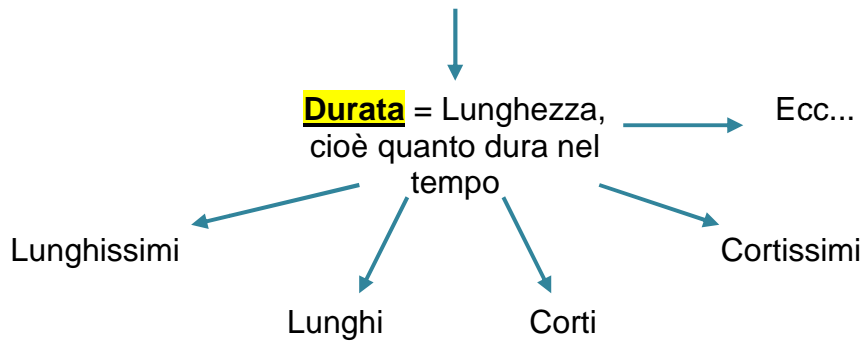 Durata = Lunghezza,
cioè quanto dura nel
tempo
Ecc...
Lunghissimi
Cortissimi
Lunghi
Corti